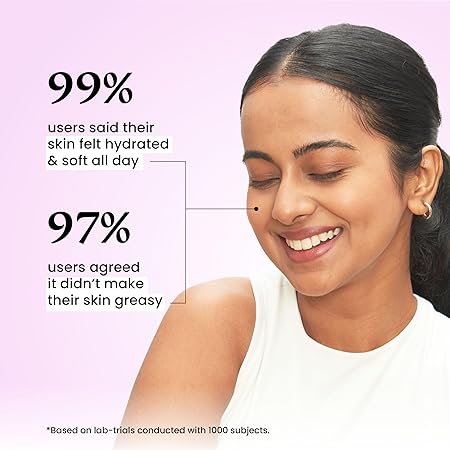 99%
users said their
skin felt hydrated
& soft all day
97%
users agreed
it didn't make
their skin greasy
*Based on lab-trials conducted with 1000 subjects.